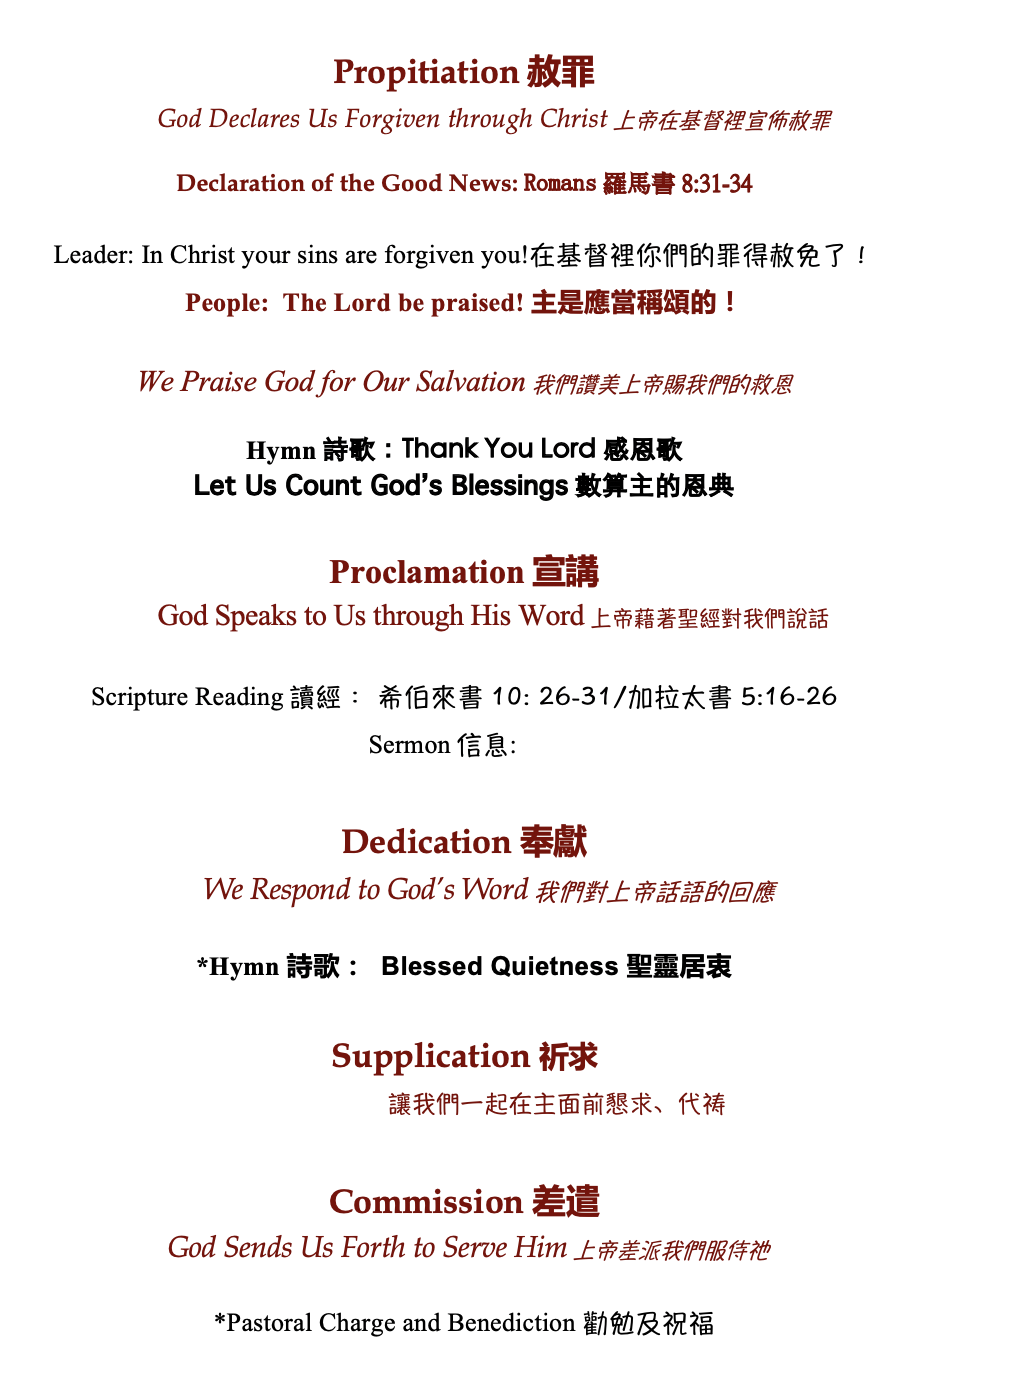 Propitiation 赦罪
God Declares Us Forgiven through Christ 上帝在基督裡宣佈赦罪
Declaration of the Good News: Romans 羅馬書 8:31-34
Leader: In Christ your sins are forgiven you!在基督裡你們的罪得赦免了！
People:  The Lord be praised! 主是應當稱頌的！
We Praise God for Our Salvation 我們讚美上帝賜我們的救恩
Hymn 詩歌：Thank You Lord 感恩歌
Let Us Count God’s Blessings 數算主的恩典
Proclamation 宣講
God Speaks to Us through His Word 上帝藉著聖經對我們說話
Scripture Reading 讀經： 希伯來書 10: 26-31/加拉太書 5:16-26
Sermon 信息:
Dedication 奉獻
We Respond to God’s Word 我們對上帝話語的回應
*Hymn 詩歌： Blessed Quietness 聖靈居衷
Supplication 祈求
讓我們一起在主面前懇求、代祷
Commission 差遣
God Sends Us Forth to Serve Him 上帝差派我們服侍祂
*Pastoral Charge and Benediction 勸勉及祝福